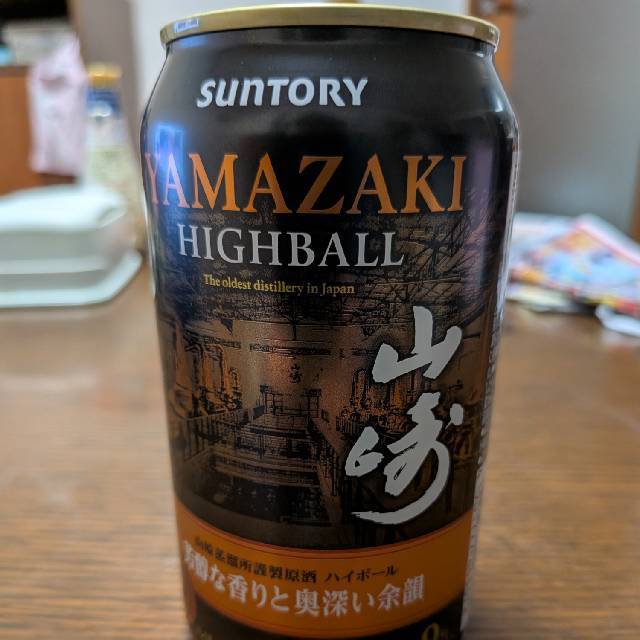 SUNTORY
YAMAZAKI
HIGHBALL
The oldest distillery in Japan
山崎
山崎蒸溜所謹製原酒 ハイボール
芳醇な香りと奥深い余韻